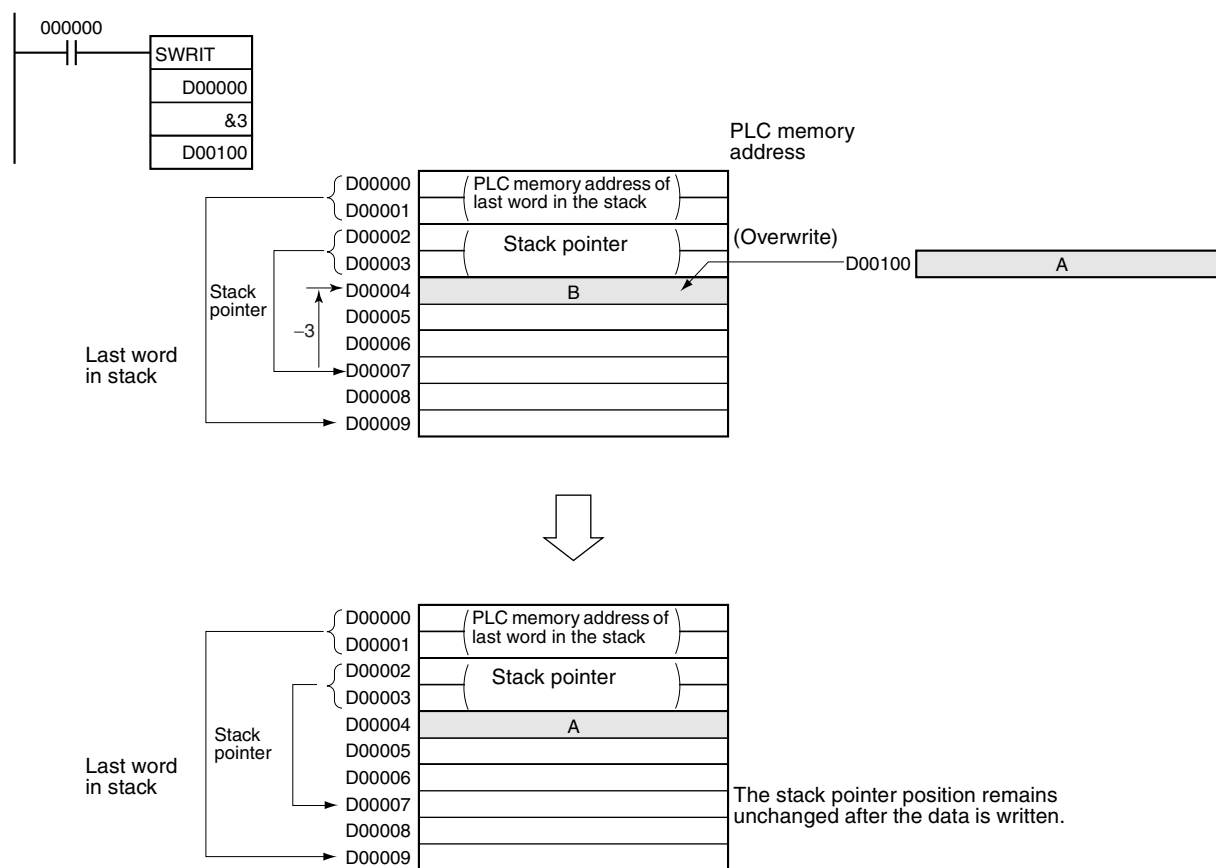 000000
SWRIT
D00000
&3
D00100
PLC memory
address
D00000
D00001
D00002
D00003
D00004
D00005
D00006
D00007
D00008
D00009
PLC memory address of
last word in the stack
Stack pointer
B
(Overwrite)
D00100
A
Stack
pointer
−3
Last word
in stack
D00000
D00001
D00002
D00003
D00004
D00005
D00006
D00007
D00008
D00009
PLC memory address of
last word in the stack
Stack pointer
A
Stack
pointer
Last word
in stack
The stack pointer position remains
unchanged after the data is written.